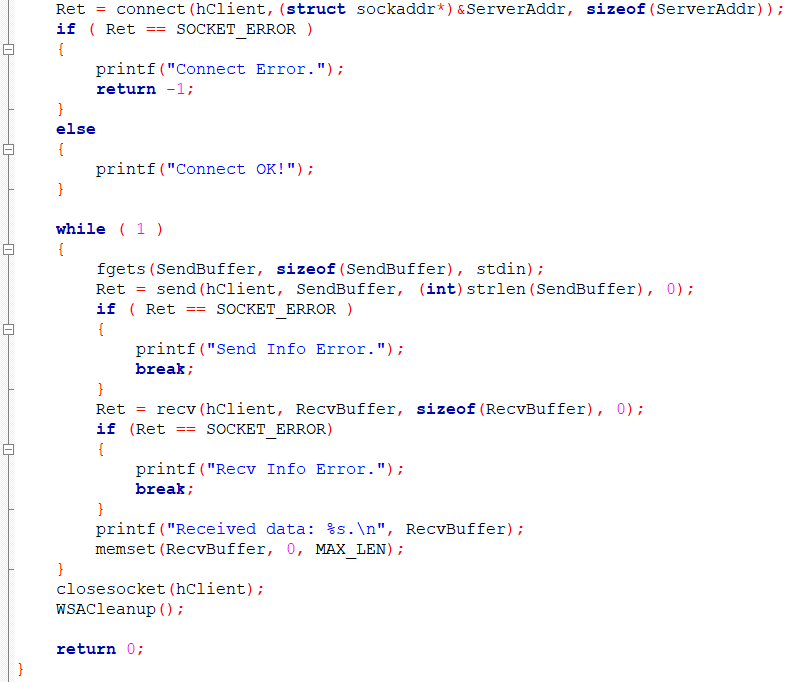 Ret = connect(hClient,(struct sockaddr*)&ServerAddr, sizeof(ServerAddr));
if ( Ret == SOCKET_ERROR )
{
printf("Connect Error.");
return -1;
}
else
{
printf("Connect OK!");
}
while ( 1 )
{
fgets(SendBuffer, sizeof(SendBuffer), stdin);
Ret = send(hClient, SendBuffer, (int)strlen(SendBuffer), 0);
if ( Ret == SOCKET_ERROR )
{
printf("Send Info Error.");
break;
}
Ret = recv(hClient, RecvBuffer, sizeof(RecvBuffer), 0);
if (Ret == SOCKET_ERROR)
{
printf("Recv Info Error.");
break;
}
printf("Received data: %s.\n", RecvBuffer);
memset(RecvBuffer, 0, MAX_LEN);
}
closesocket(hClient);
WSACleanup();
return 0;
}